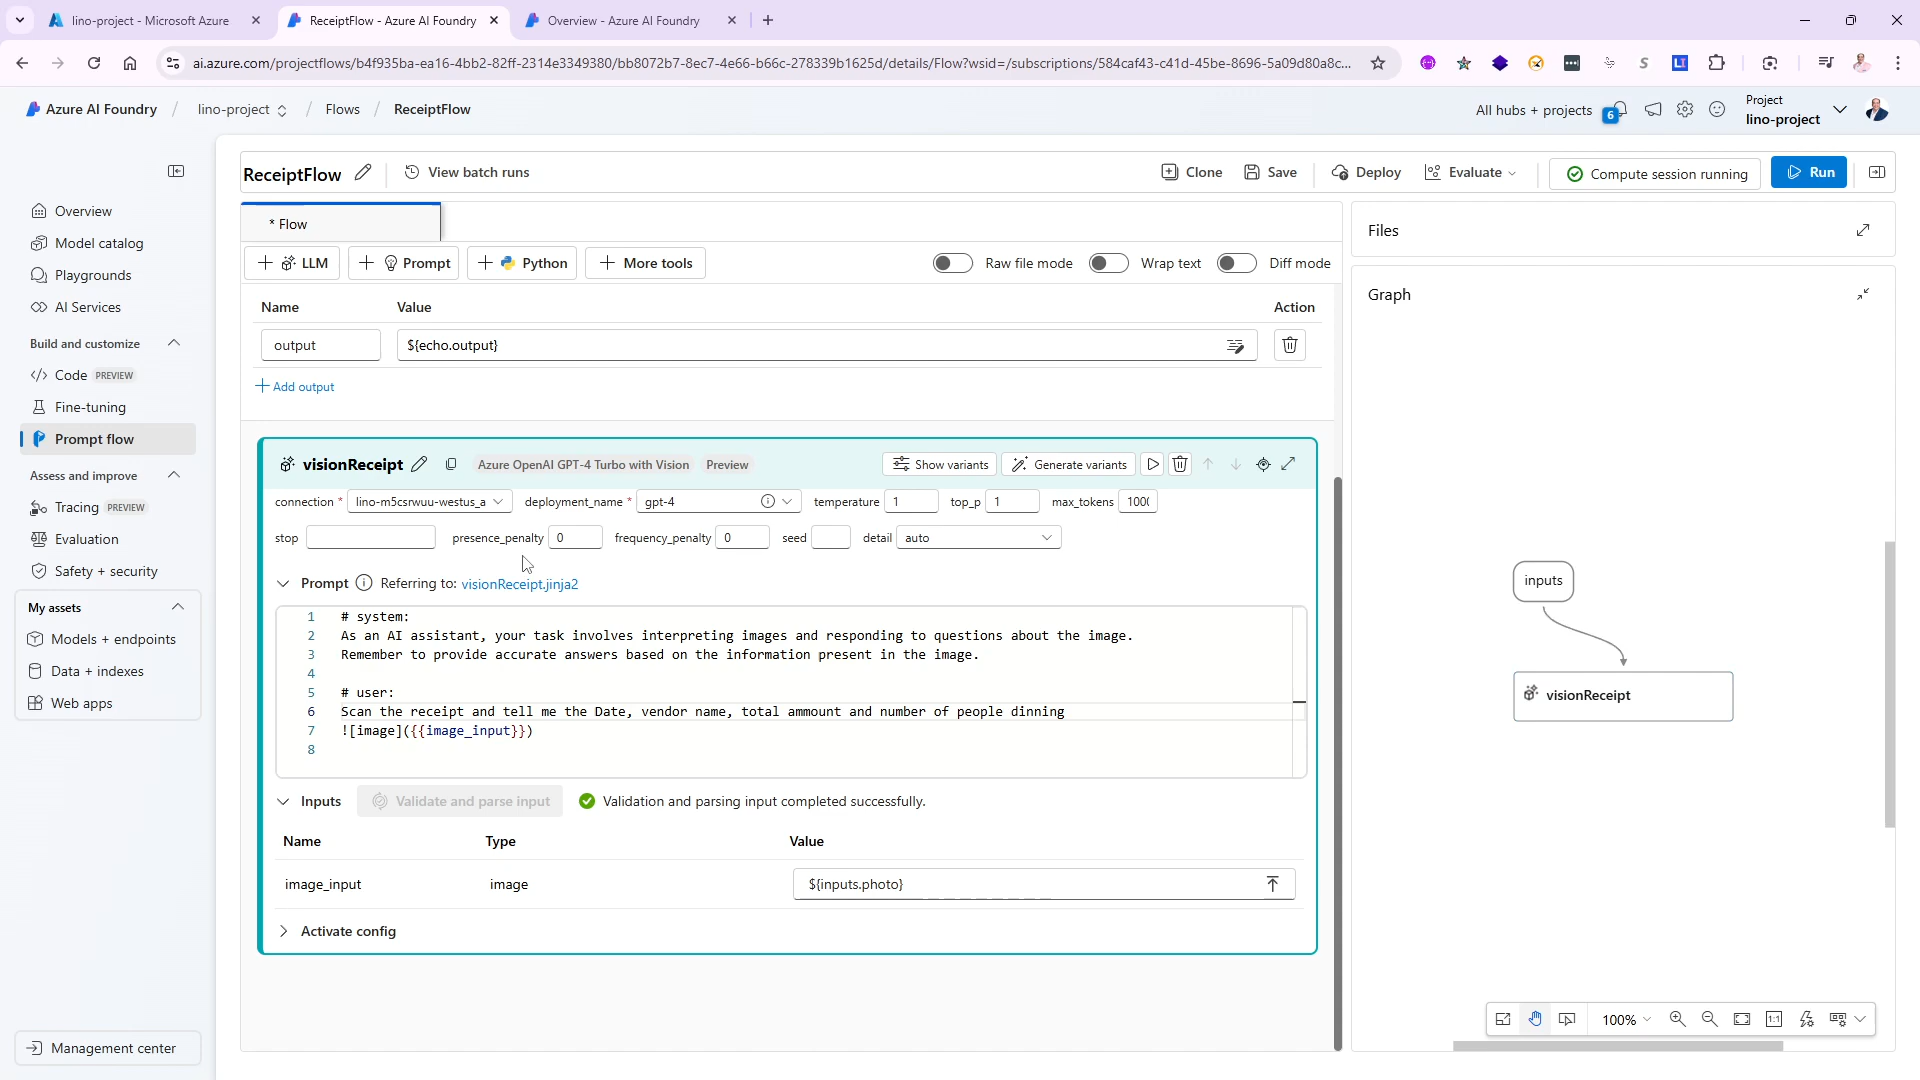 lino-project - Microsoft Azure
ReceiptFlow - Azure AI Foundry
Overview - Azure AI Foundry
ai.azure.com/projectflows/b4f935ba-ea16-4bb2-82ff-2314e3349380/bb8072b7-8ec7-4e66-b66c-278339b1625d/details/Flow?wsid=/subscriptions/584caf43-c41d-45be-8696-5a09d80a8c...
Azure AI Foundry / lino-project / Flows / ReceiptFlow
All hubs + projects
6
Project
lino-project
ReceiptFlow
View batch runs
Clone
Save
Deploy
Evaluate
Compute session running
Run
Overview
Model catalog
Playgrounds
AI Services
Build and customize
Code PREVIEW
Fine-tuning
Prompt flow
Assess and improve
Tracing PREVIEW
Evaluation
Safety + security
My assets
Models + endpoints
Data + indexes
Web apps
Management center
* Flow
LLM
Prompt
Python
More tools
Raw file mode
Wrap text
Diff mode
Name Value Action
output ${echo.output}
Add output
visionReceipt Azure OpenAI GPT-4 Turbo with Vision Preview
Show variants
Generate variants
connection * lino-m5csrwuu-westus_a deployment_name * gpt-4 temperature 1 top_p 1 max_tokens 100(
stop presence_penalty 0 frequency_penalty 0 seed detail auto
Prompt Referring to: visionReceipt.jinja2
1 # system:
2 As an AI assistant, your task involves interpreting images and responding to questions about the image.
3 Remember to provide accurate answers based on the information present in the image.
4
5 # user:
6 Scan the receipt and tell me the Date, vendor name, total ammount and number of people dinning
7 ![image]({{image_input}})
8
Inputs Validate and parse input Validation and parsing input completed successfully.
Name Type Value
image_input image ${inputs.photo}
Activate config
Files
Graph
inputs
visionReceipt
100%
1:1